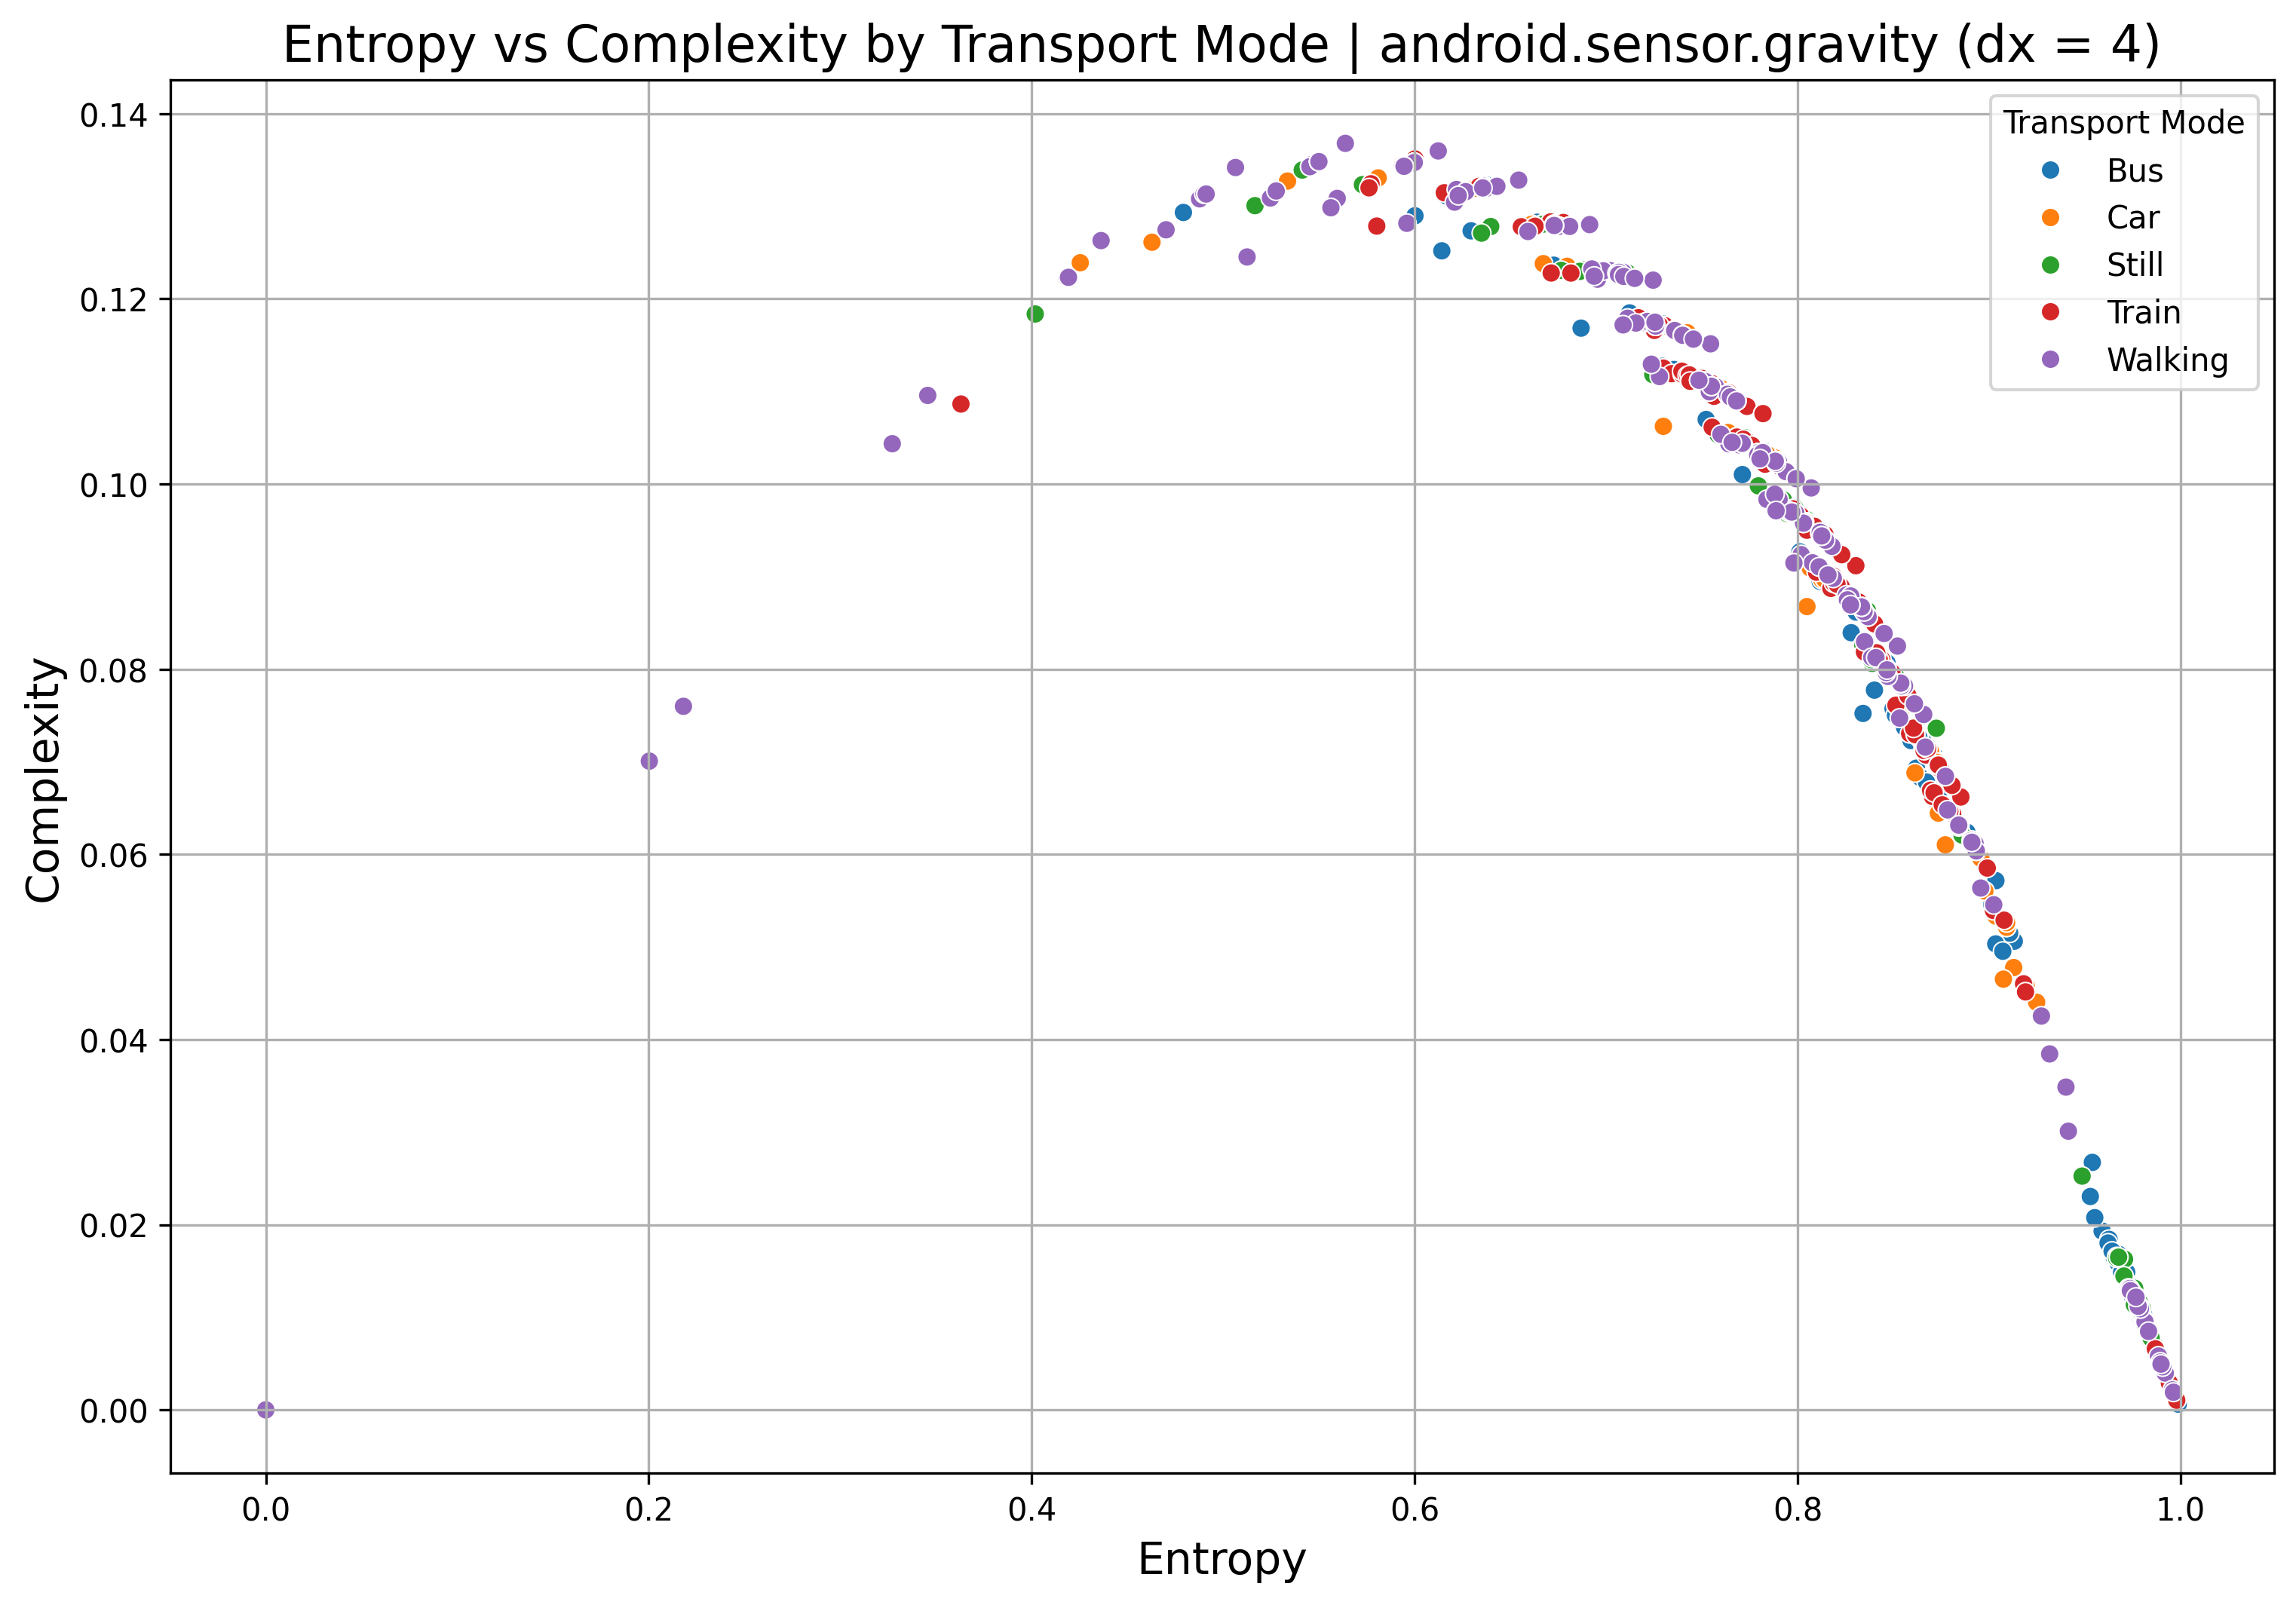 Entropy vs Complexity by Transport Mode | android.sensor.gravity (dx = 4)
Transport Mode
Bus
Car
Still
Train
Walking
Complexity
0.14
0.12
0.10
0.08
0.06
0.04
0.02
0.00
0.0 0.2 0.4 0.6 0.8 1.0
Entropy